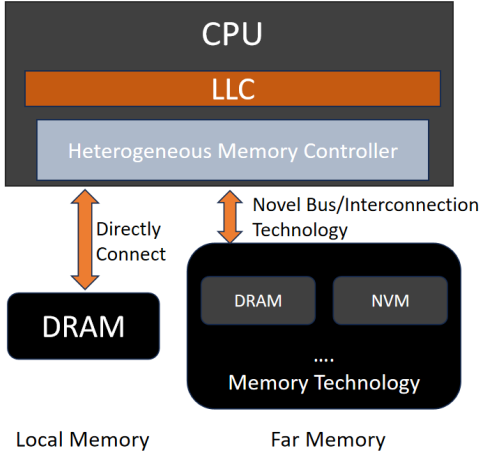 CPU
LLC
Heterogeneous Memory Controller
Directly
Connect
Novel Bus/Interconnection
Technology
DRAM
DRAM
NVM
....
Memory Technology
Local Memory
Far Memory